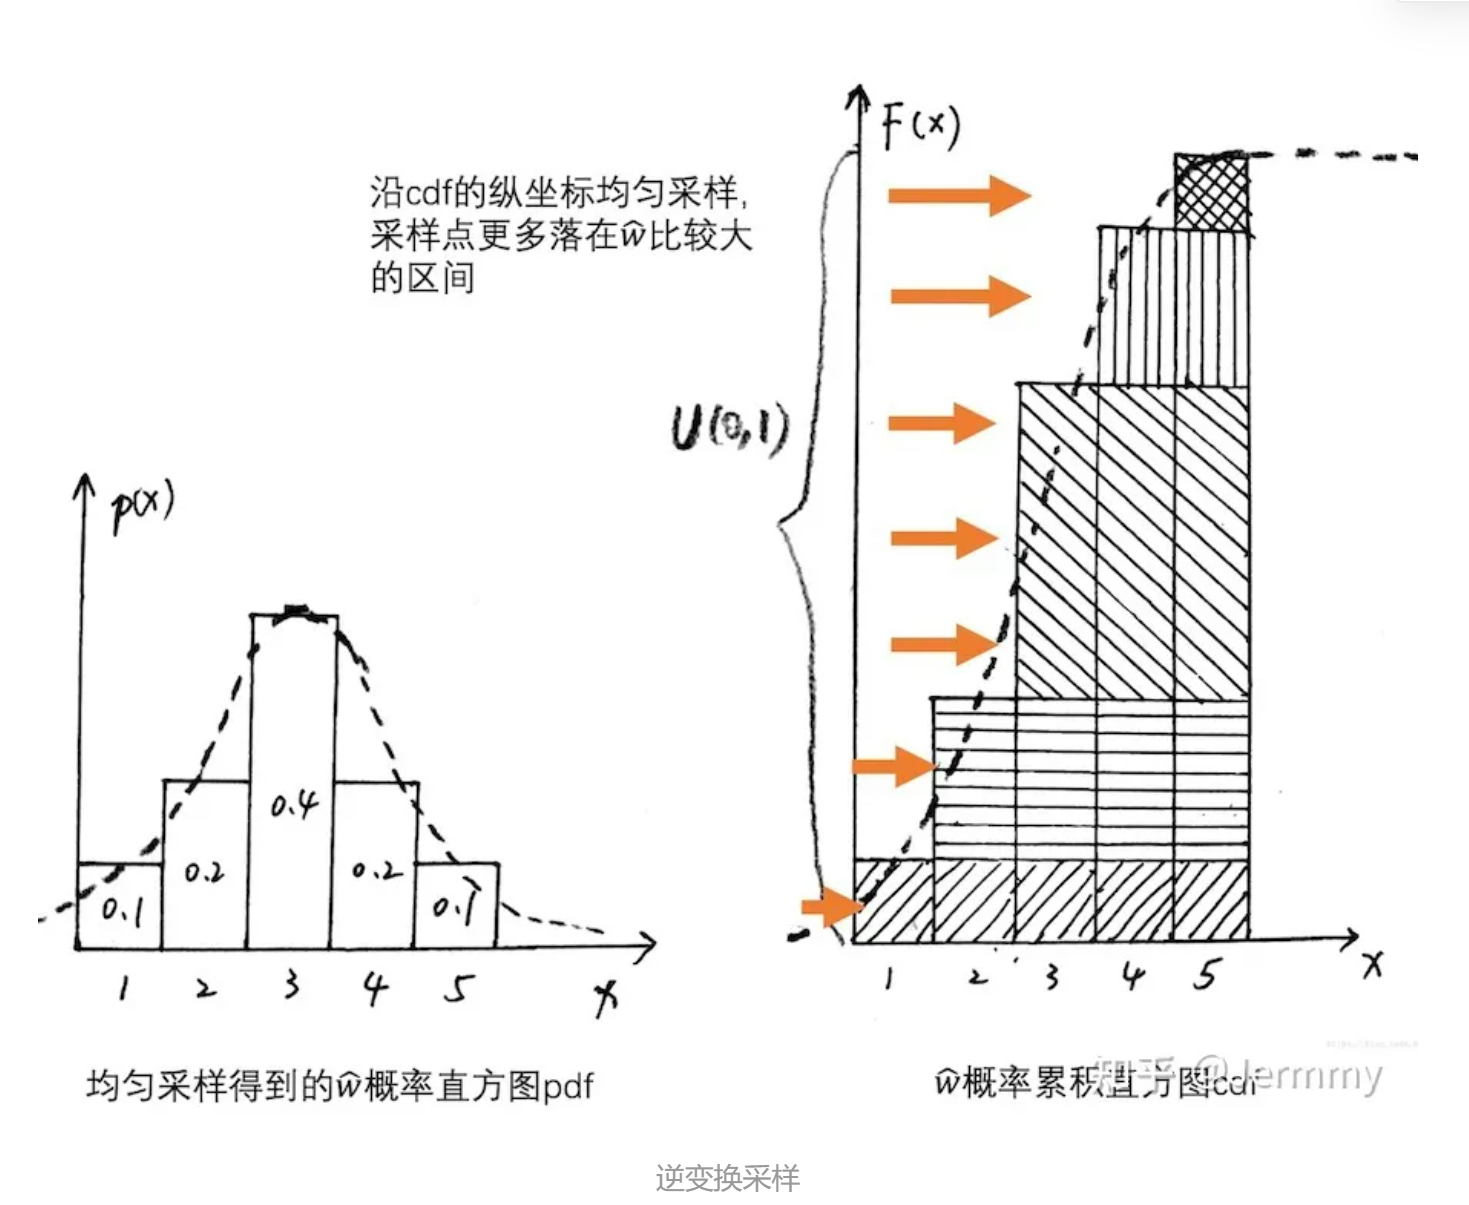 F(x)
沿cdf的纵坐标均匀采样,
采样点更多落在ŵ比较大
的区间
U(0,1)
p(x)
0.1
0.2
0.4
0.2
0.1
1 2 3 4 5 x
1 2 3 4 5 x
均匀采样得到的ŵ概率直方图pdf
ŵ概率累积直方图cdf
知乎 @Jermmy
逆变换采样